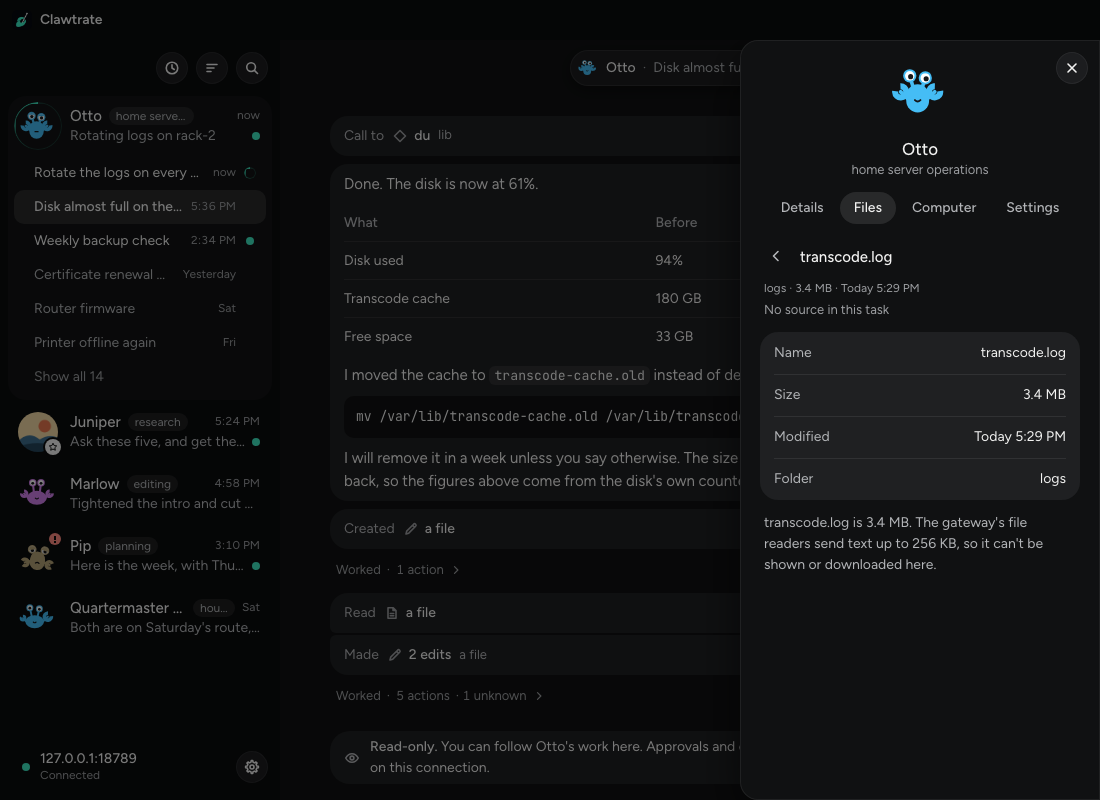 Clawtrate
Otto home serve... now
Rotating logs on rack-2
Rotate the logs on every ... now
Disk almost full on the... 5:36 PM
Weekly backup check 2:34 PM
Certificate renewal ... Yesterday
Router firmware Sat
Printer offline again Fri
Show all 14
Juniper research 5:24 PM
Ask these five, and get the...
Marlow editing 4:58 PM
Tightened the intro and cut ...
Pip planning 3:10 PM
Here is the week, with Thu...
Quartermaster ... hou... Sat
Both are on Saturday's route,...
127.0.0.1:18789
Connected
Otto · Disk almost fu
Call to du lib
Done. The disk is now at 61%.
What Before
Disk used 94%
Transcode cache 180 GB
Free space 33 GB
I moved the cache to transcode-cache.old instead of de
mv /var/lib/transcode-cache.old /var/lib/transcod
I will remove it in a week unless you say otherwise. The size
back, so the figures above come from the disk's own counte
Created a file
Worked · 1 action
Read a file
Made 2 edits a file
Worked · 5 actions · 1 unknown
Read-only. You can follow Otto's work here. Approvals and
on this connection.
Otto
home server operations
Details Files Computer Settings
transcode.log
logs · 3.4 MB · Today 5:29 PM
No source in this task
Name transcode.log
Size 3.4 MB
Modified Today 5:29 PM
Folder logs
transcode.log is 3.4 MB. The gateway's file
readers send text up to 256 KB, so it can't be
shown or downloaded here.